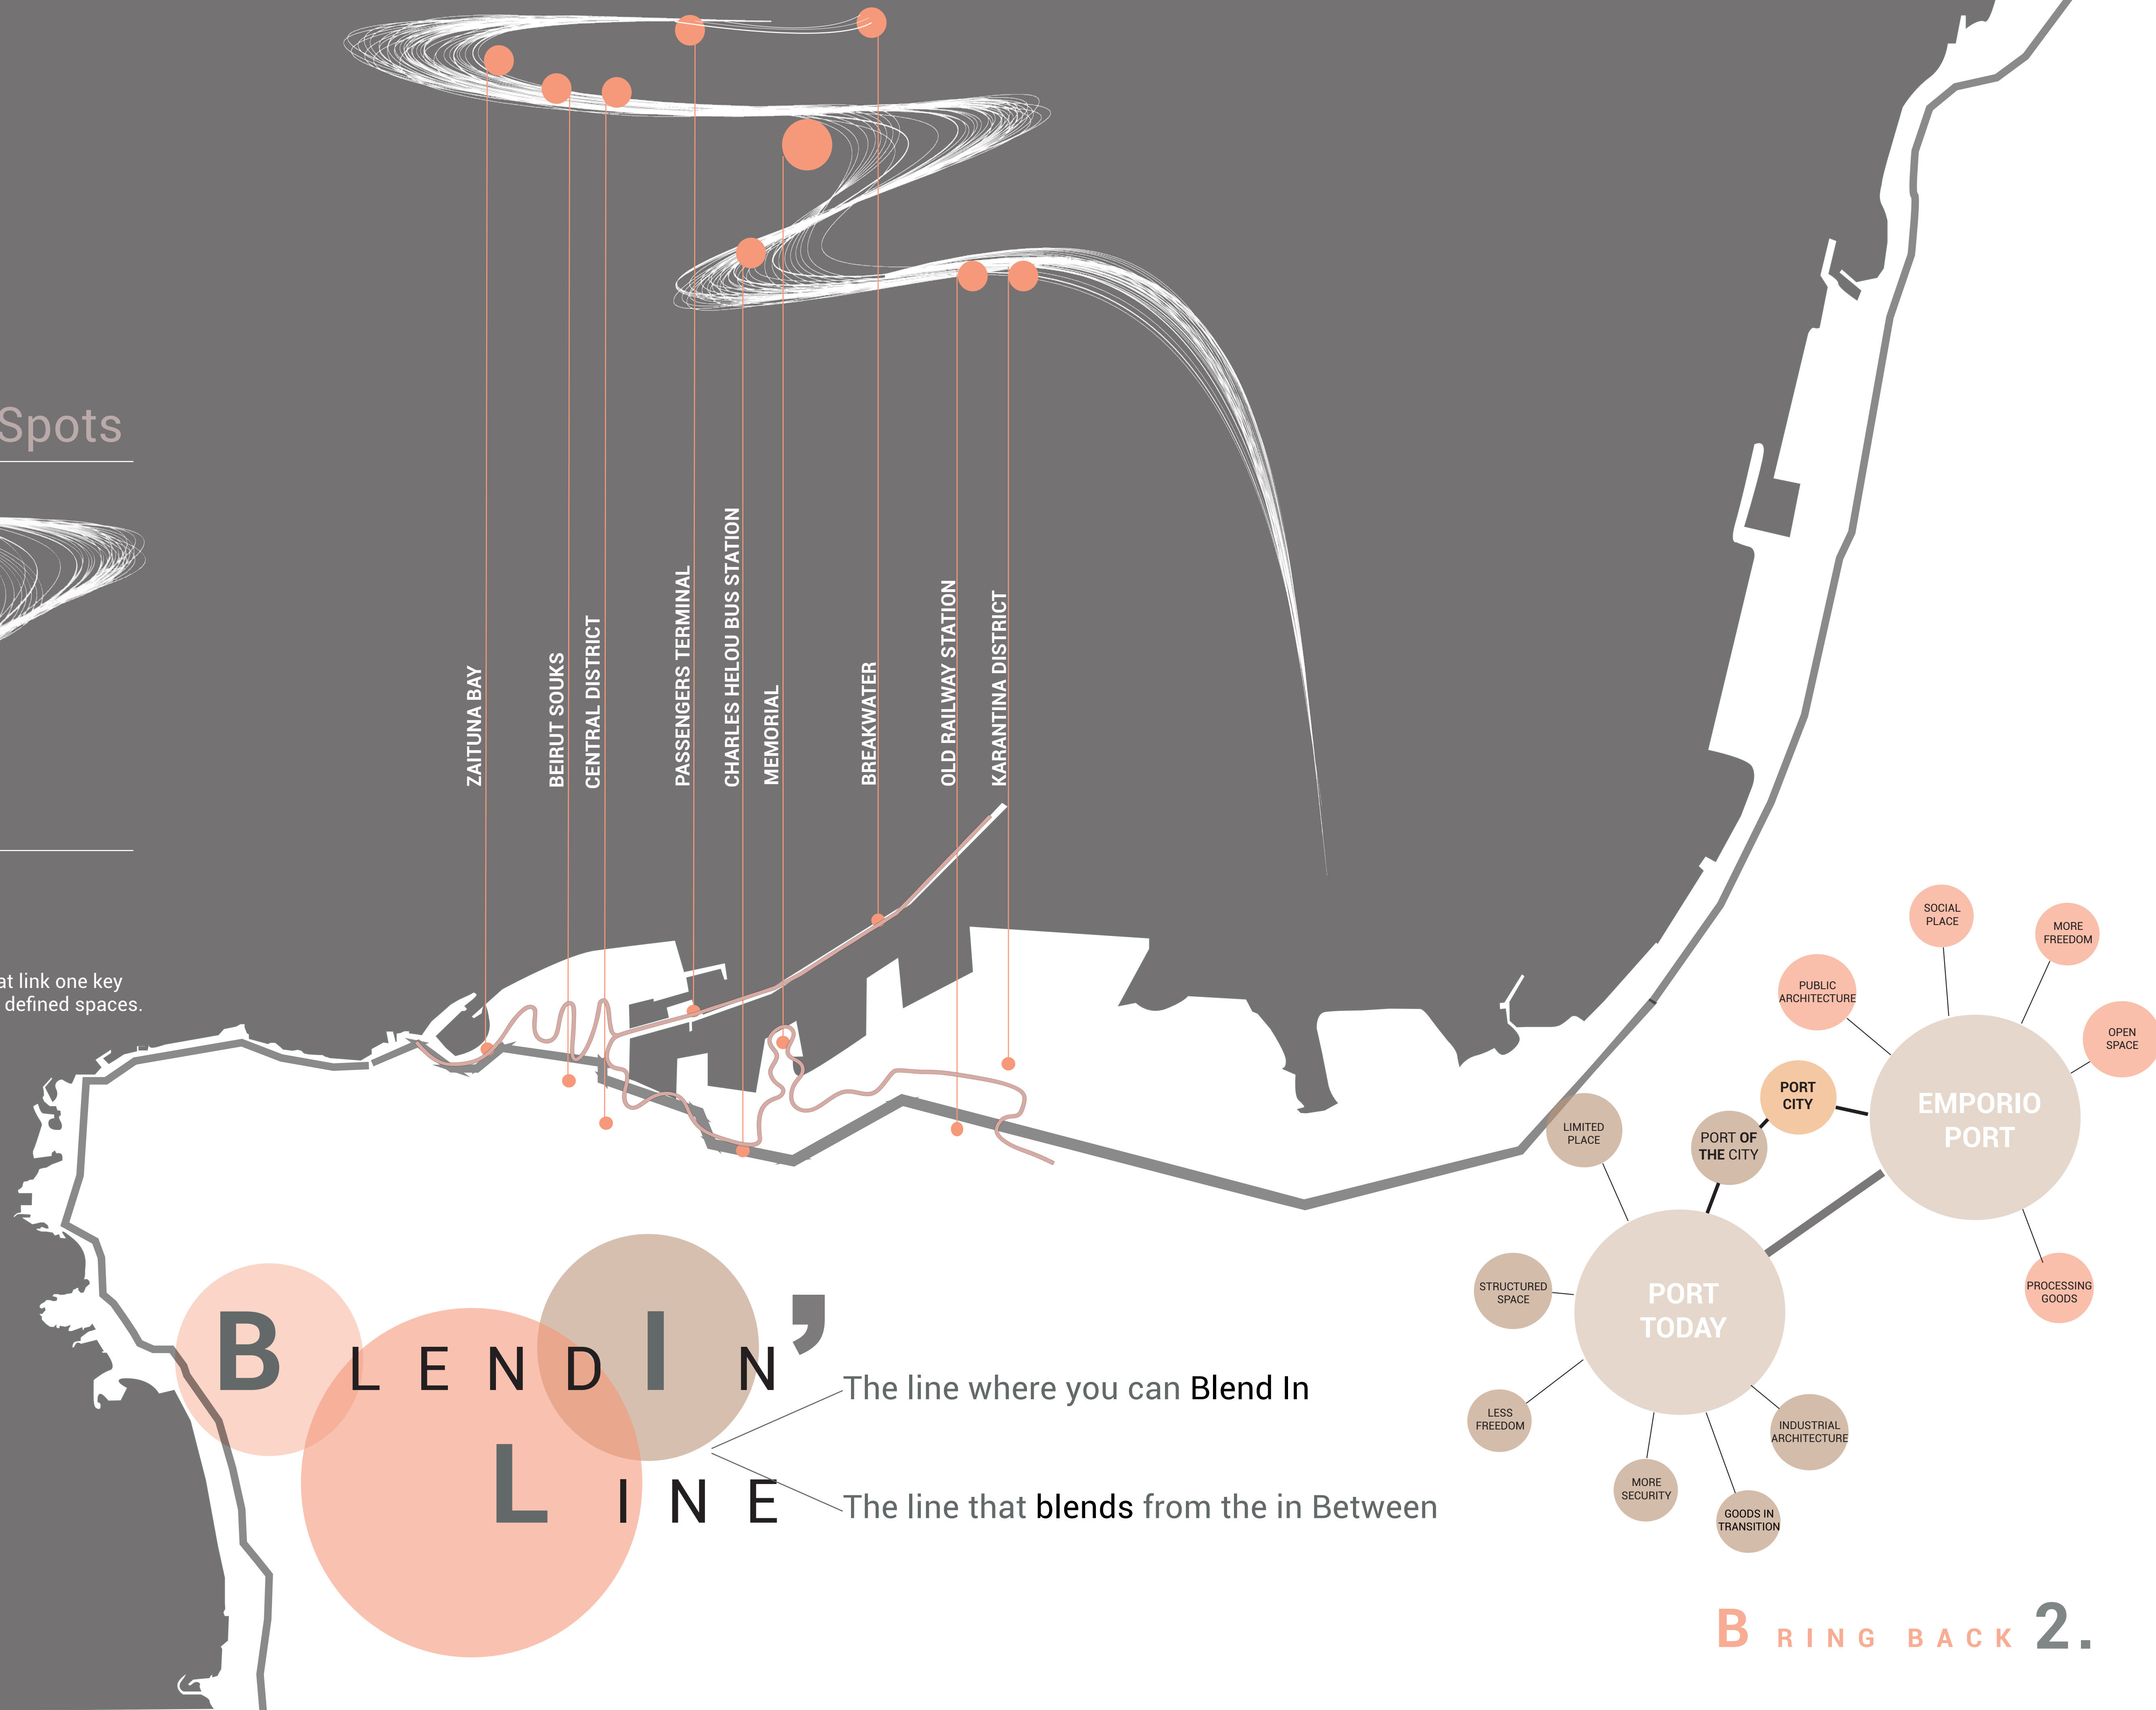 Spots
at link one key
defined spaces.
ZAITUNA BAY
BEIRUT SOUKS
CENTRAL DISTRICT
PASSENGERS TERMINAL
CHARLES HELOU BUS STATION
MEMORIAL
BREAKWATER
OLD RAILWAY STATION
KARANTINA DISTRICT
SOCIAL
PLACE
MORE
FREEDOM
PUBLIC
ARCHITECTURE
OPEN
SPACE
PORT
CITY
EMPORIO
PORT
LIMITED
PLACE
PORT OF
THE CITY
STRUCTURED
SPACE
PORT
TODAY
PROCESSING
GOODS
LESS
FREEDOM
INDUSTRIAL
ARCHITECTURE
MORE
SECURITY
GOODS IN
TRANSITION
BLENDIN'
LINE
The line where you can Blend In
The line that blends from the in Between
BRING BACK 2.